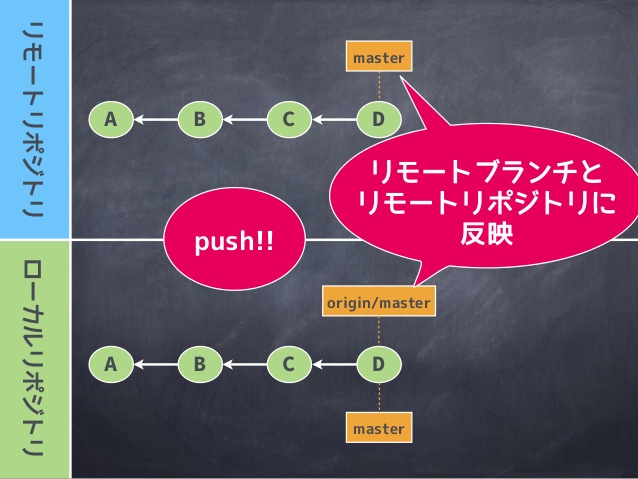 リモートリポジトリ
master
A B C D
リモートブランチと
リモートリポジトリに
反映
push!!
ローカルリポジトリ
origin/master
A B C D
master